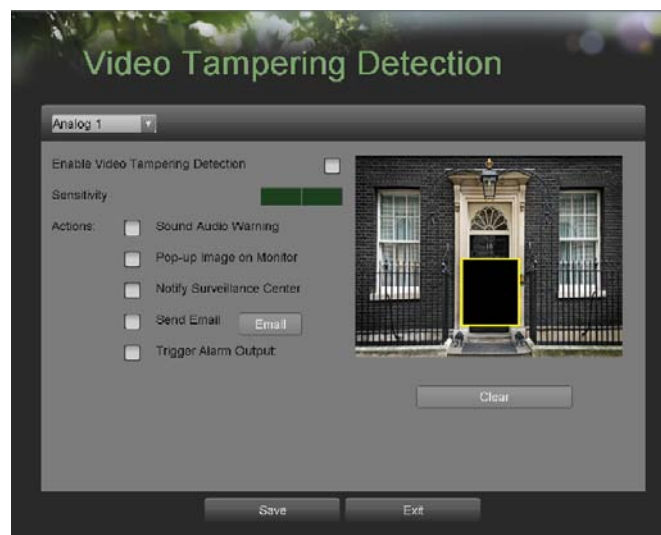 Video Tampering Detection
Analog 1
Enable Video Tampering Detection
Sensitivity
Actions:
Sound Audio Warning
Pop-up Image on Monitor
Notify Surveillance Center
Send Email
Email
Trigger Alarm Output
Clear
Save
Exit